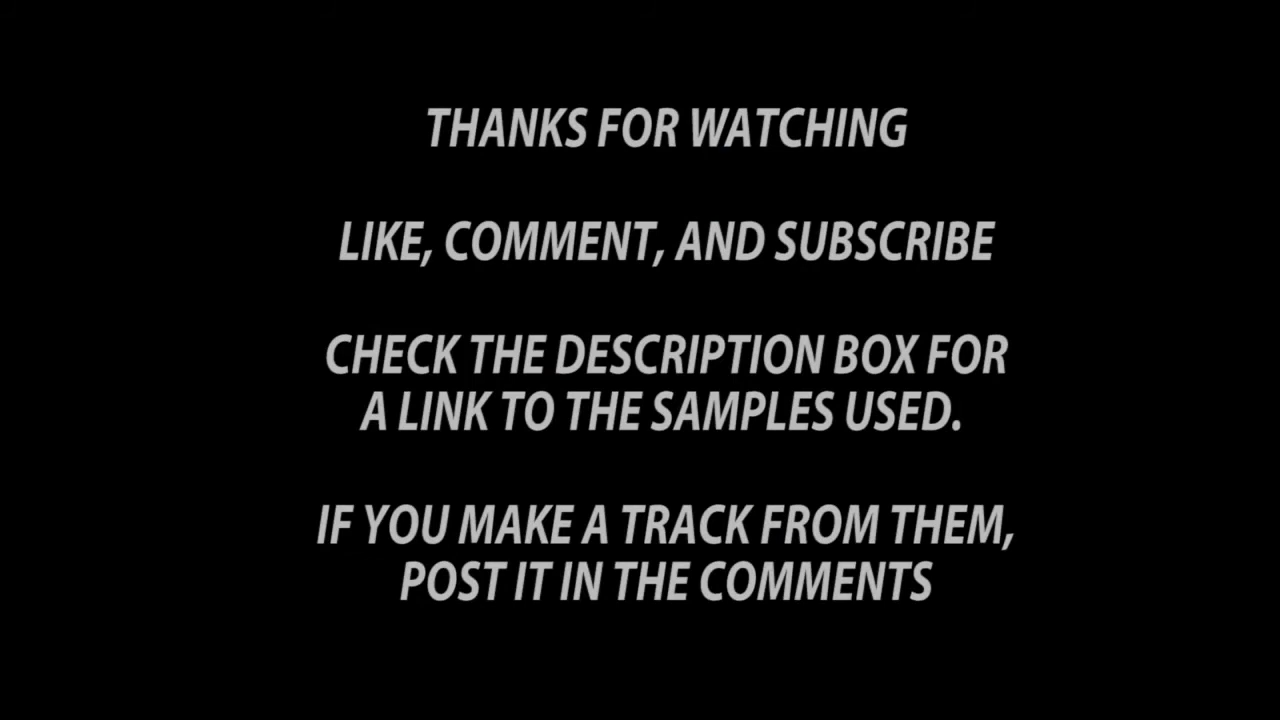 THANKS FOR WATCHING
LIKE, COMMENT, AND SUBSCRIBE
CHECK THE DESCRIPTION BOX FOR
A LINK TO THE SAMPLES USED.
IF YOU MAKE A TRACK FROM THEM,
POST IT IN THE COMMENTS